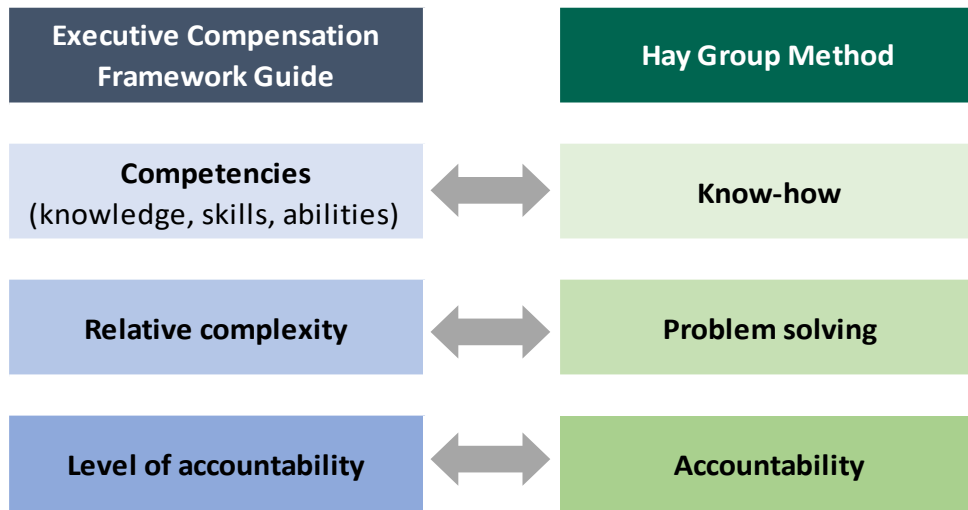 Executive Compensation
Framework Guide
Hay Group Method
Competencies
(knowledge, skills, abilities)
Know-how
Relative complexity
Problem solving
Level of accountability
Accountability